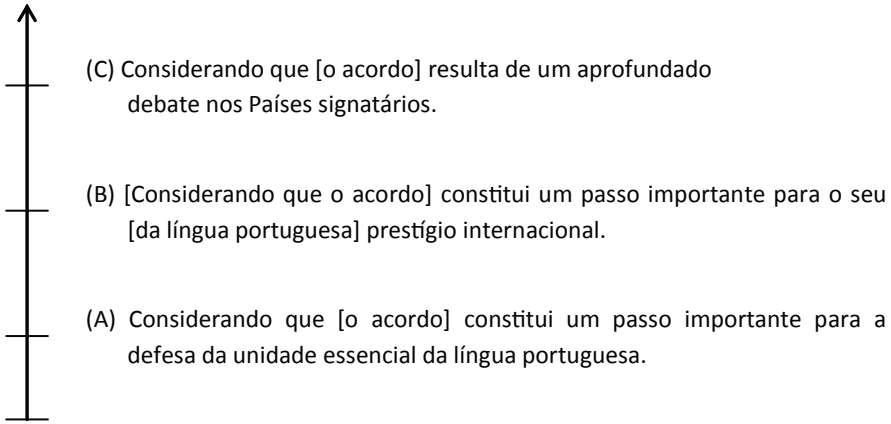 (C) Considerando que [o acordo] resulta de um aprofundado
debate nos Países signatários.
(B) [Considerando que o acordo] constitui um passo importante para o seu
[da língua portuguesa] prestígio internacional.
(A) Considerando que [o acordo] constitui um passo importante para a
defesa da unidade essencial da língua portuguesa.